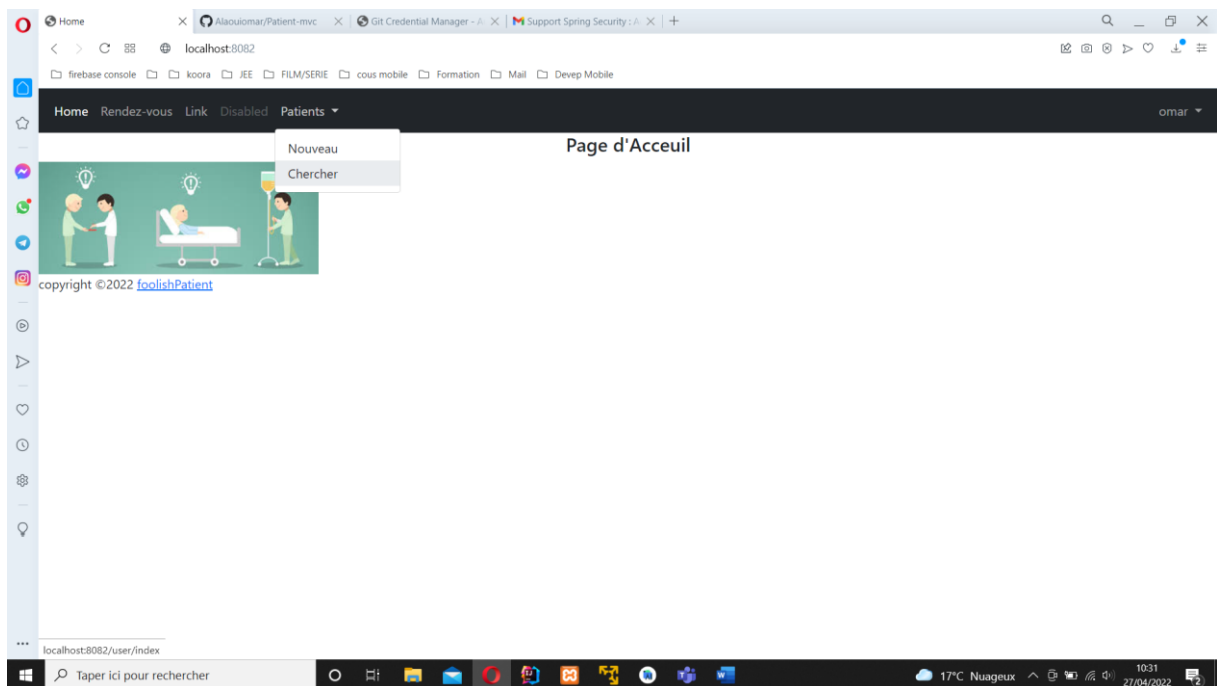 Home
Alaouiomar/Patient-mvc
Git Credential Manager - A
Support Spring Security : A
localhost:8082
firebase console
koora
JEE
FILM/SERIE
cous mobile
Formation
Mail
Devep Mobile
Home Rendez-vous Link Disabled Patients
omar
Nouveau
Chercher
Page d'Acceuil
copyright ©2022 foolishPatient
localhost:8082/user/index
Taper ici pour rechercher
17°C Nuageux
10:31
27/04/2022
2